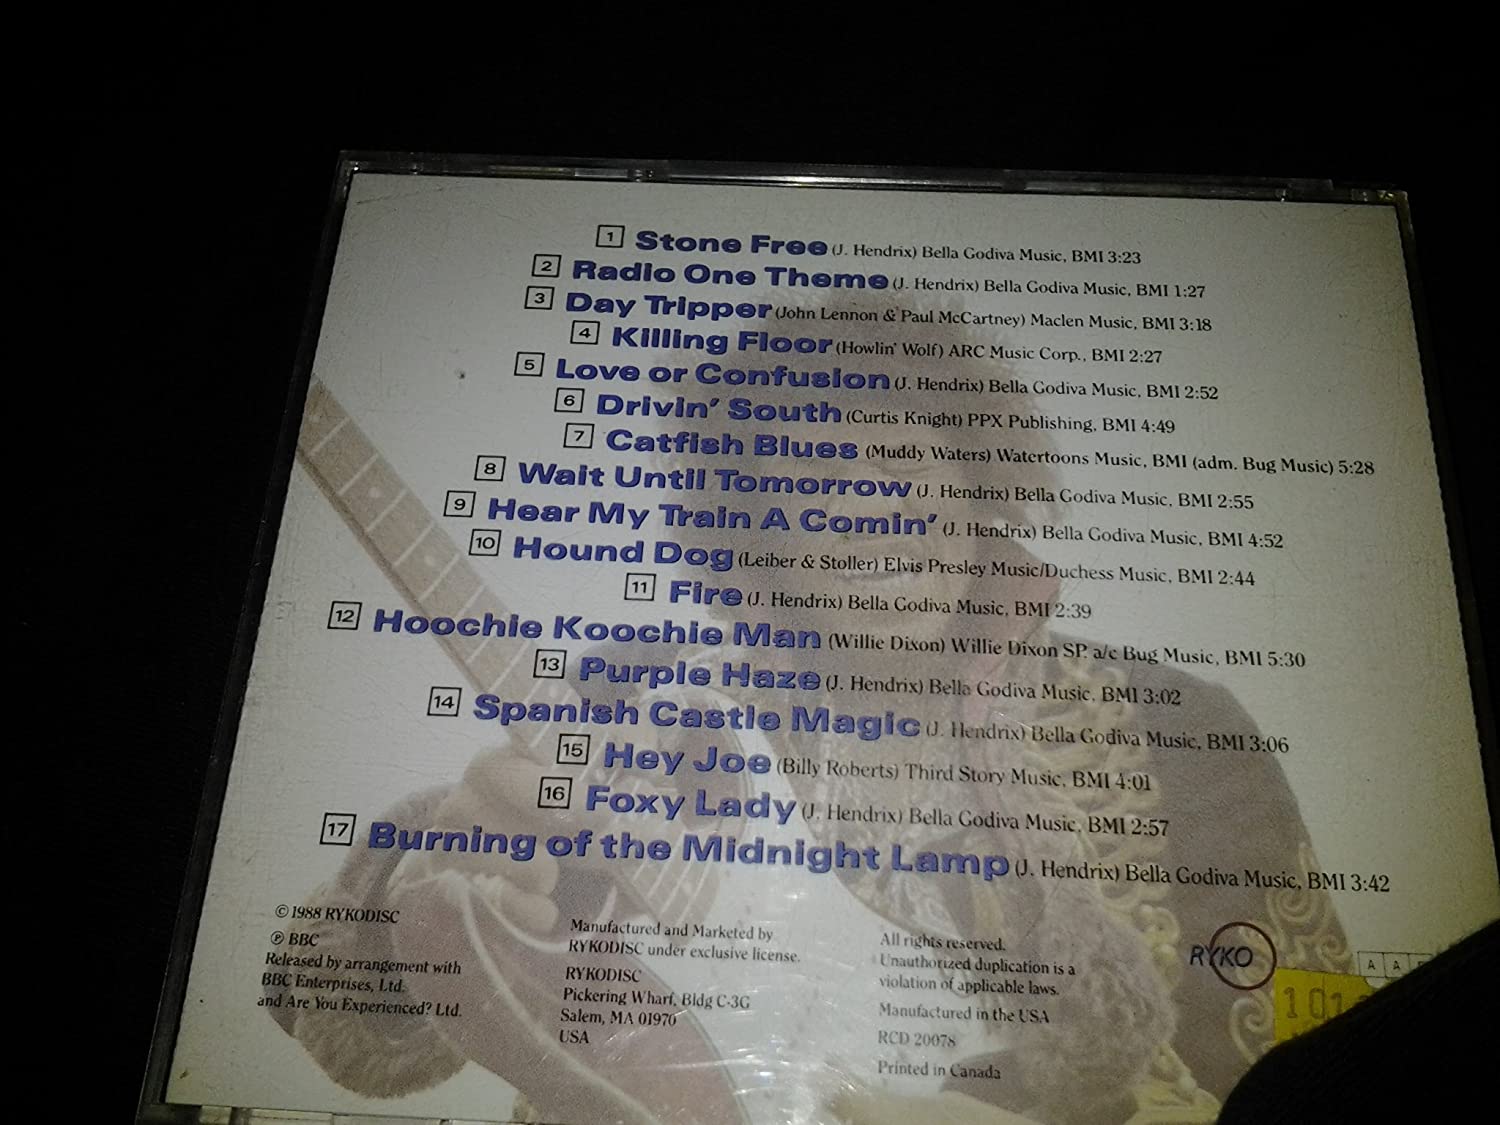 1 Stone Free (J. Hendrix) Bella Godiva Music, BMI 3:23
2 Radio One Theme (J. Hendrix) Bella Godiva Music, BMI 1:27
3 Day Tripper (John Lennon & Paul McCartney) Maclen Music, BMI 3:18
4 Killing Floor (Howlin' Wolf) ARC Music Corp., BMI 2:27
5 Love or Confusion (J. Hendrix) Bella Godiva Music, BMI 2:52
6 Drivin' South (Curtis Knight) PPX Publishing, BMI 4:49
7 Catfish Blues (Muddy Waters) Watertoons Music, BMI (adm. Bug Music) 5:28
8 Wait Until Tomorrow (J. Hendrix) Bella Godiva Music, BMI 2:55
9 Hear My Train A Comin' (J. Hendrix) Bella Godiva Music, BMI 4:52
10 Hound Dog (Leiber & Stoller) Elvis Presley Music/Duchess Music, BMI 2:44
11 Fire (J. Hendrix) Bella Godiva Music, BMI 2:39
12 Hoochie Koochie Man (Willie Dixon) Willie Dixon SP. a/c Bug Music, BMI 5:30
13 Purple Haze (J. Hendrix) Bella Godiva Music, BMI 3:02
14 Spanish Castle Magic (J. Hendrix) Bella Godiva Music, BMI 3:06
15 Hey Joe (Billy Roberts) Third Story Music, BMI 4:01
16 Foxy Lady (J. Hendrix) Bella Godiva Music, BMI 2:57
17 Burning of the Midnight Lamp (J. Hendrix) Bella Godiva Music, BMI 3:42
© 1988 RYKODISC
℗ BBC
Released by arrangement with
BBC Enterprises, Ltd.
and Are You Experienced? Ltd.
Manufactured and Marketed by
RYKODISC under exclusive license.
RYKODISC
Pickering Wharf, Bldg C-3G
Salem, MA 01970
USA
All rights reserved.
Unauthorized duplication is a
violation of applicable laws.
Manufactured in the USA
RCD 20078
Printed in Canada
RYKO
A A
101